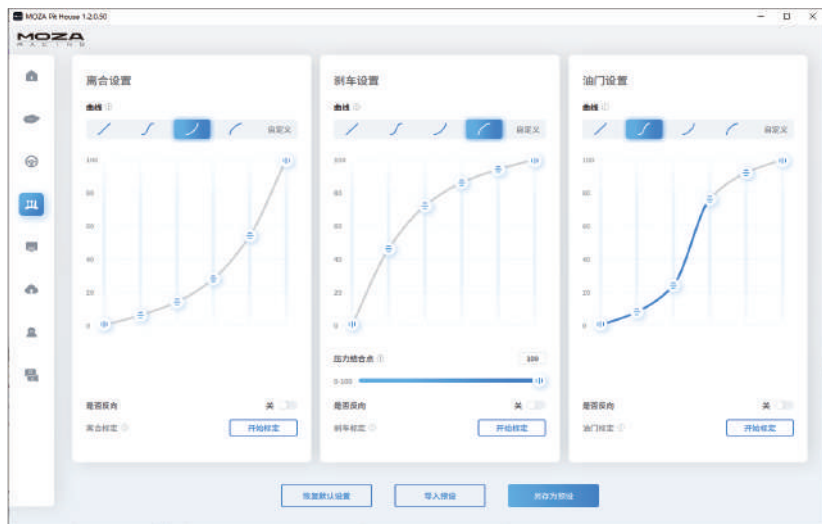 MOZA Pit House 1.2.0.50
MOZA
RACING
离合设置
曲线
自定义
100
80
60
40
20
0
是否反向
关
离合标定
开始标定
刹车设置
曲线
自定义
100
80
60
40
20
0
压力结合点
100
0-100
是否反向
关
刹车标定
开始标定
油门设置
曲线
自定义
100
80
60
40
20
0
是否反向
关
油门标定
开始标定
恢复默认设置
导入预设
另存为预设